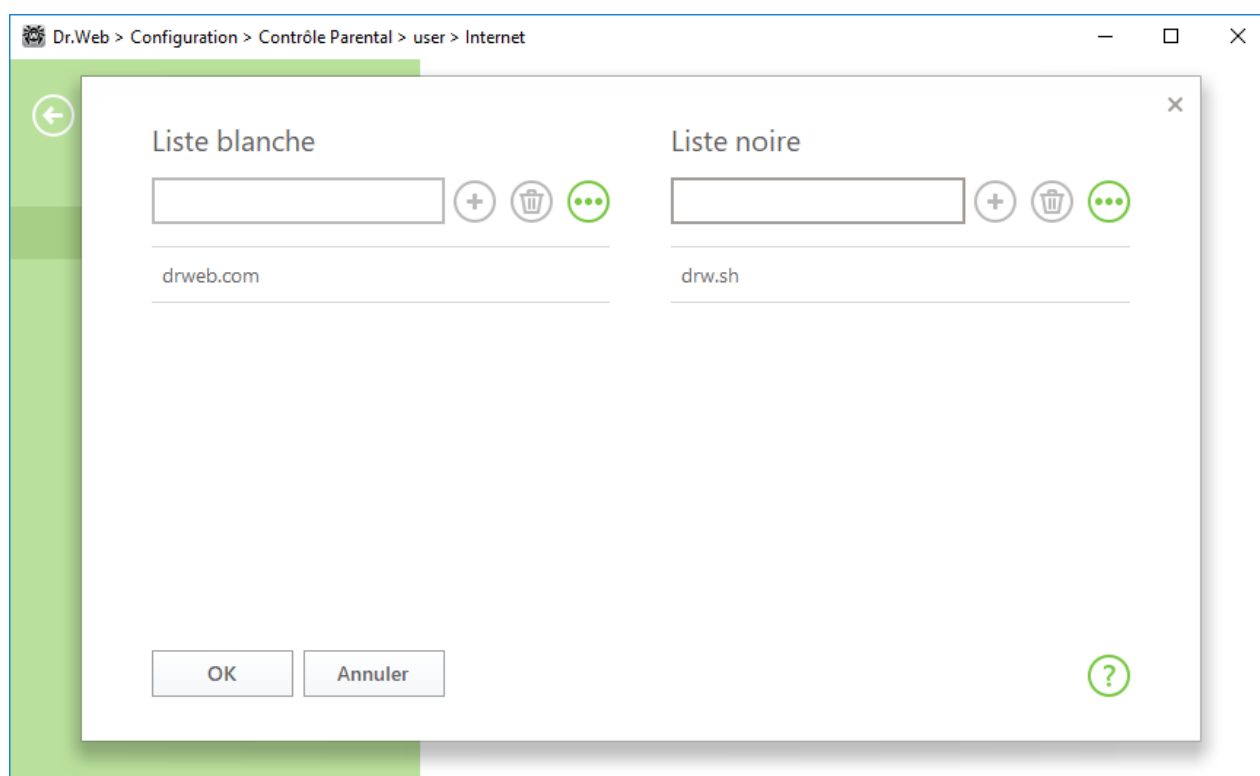 Dr.Web > Configuration > Contrôle Parental > user > Internet
Liste blanche
Liste noire
drweb.com
drw.sh
OK
Annuler
?